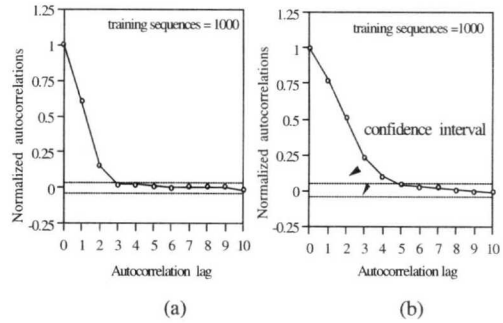 1.25
training sequences = 1000
1
0.75
0.5
0.25
0
-0.25
Normalized autocorrelations
0 1 2 3 4 5 6 7 8 9 10
Autocorrelation lag
(a)
1.25
training sequences =1000
1
0.75
0.5
confidence interval
0.25
0
-0.25
Normalized autocorrelations
0 1 2 3 4 5 6 7 8 9 10
Autocorrelation lag
(b)